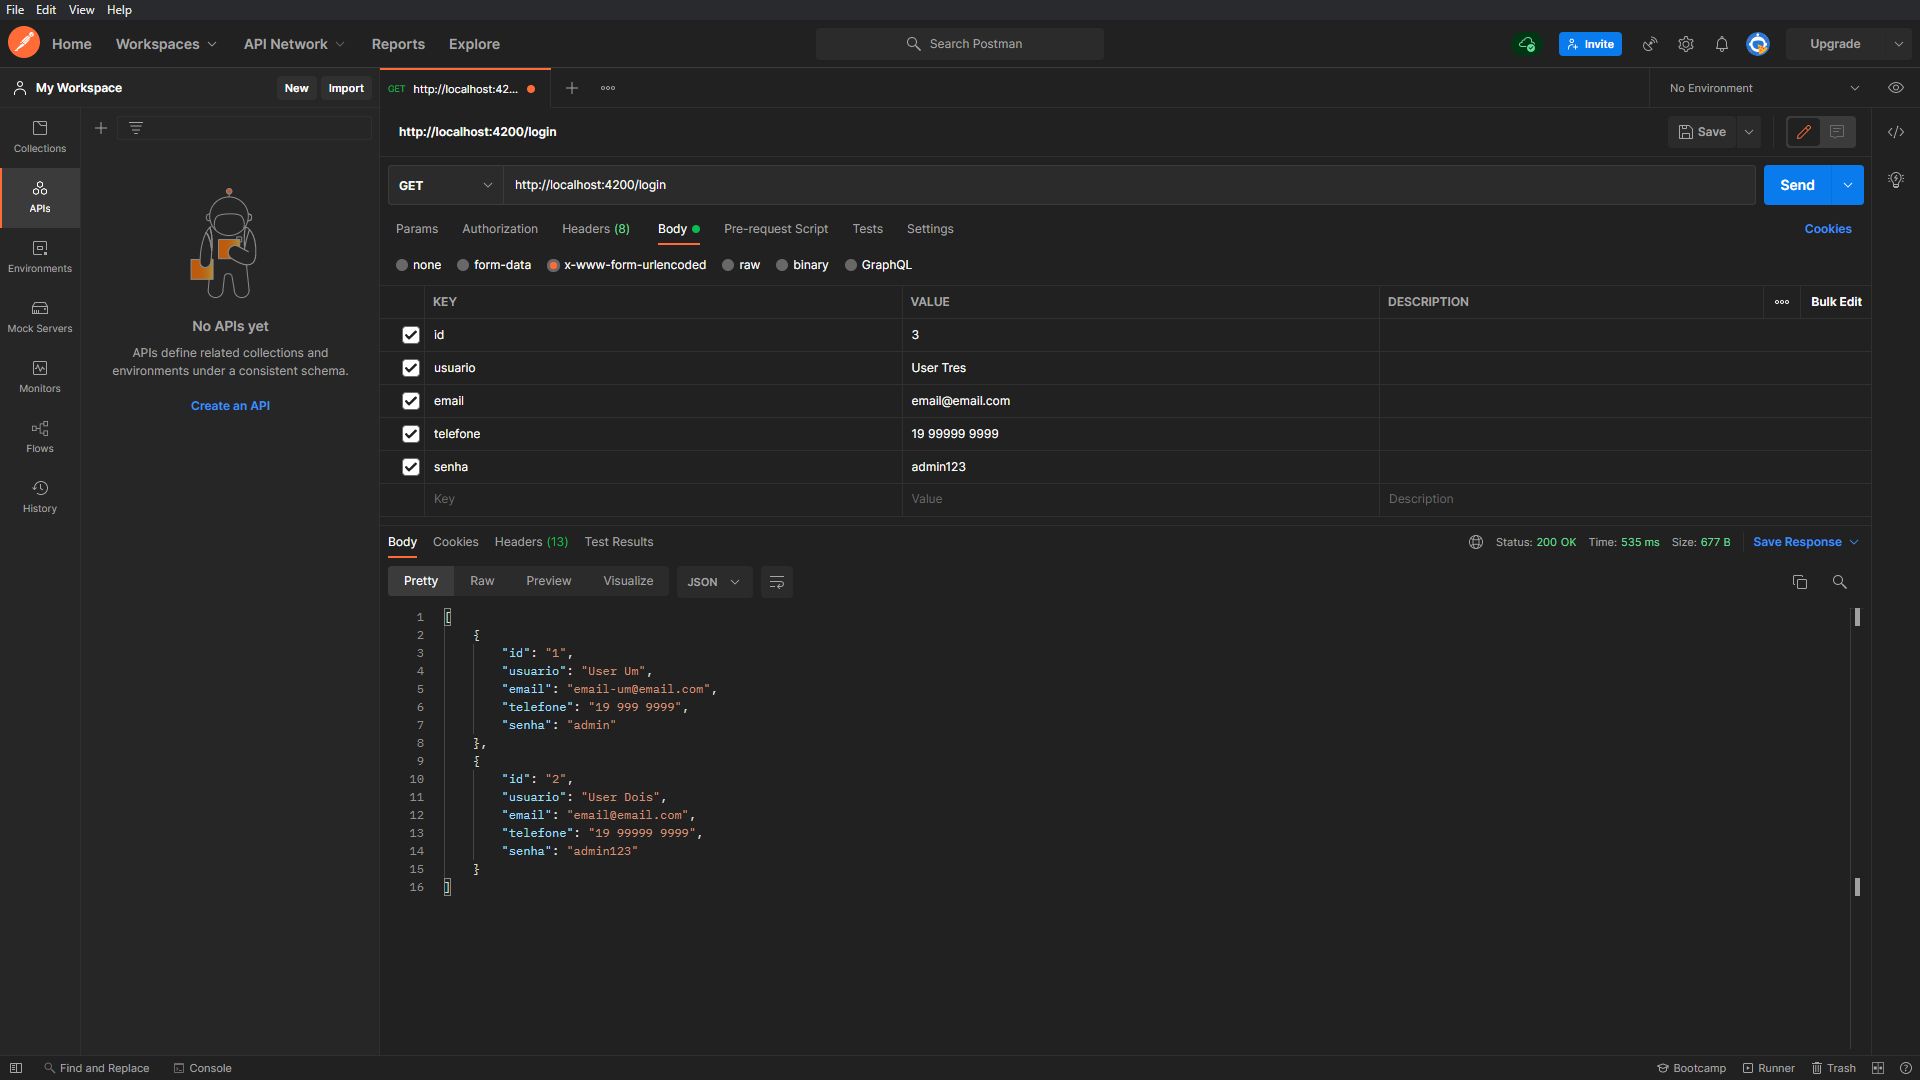 File Edit View Help
Home Workspaces API Network Reports Explore Search Postman Invite Upgrade
My Workspace New Import GET http://localhost:42... No Environment
Collections
APIs
Environments
Mock Servers
Monitors
Flows
History
No APIs yet
APIs define related collections and
environments under a consistent schema.
Create an API
http://localhost:4200/login Save
GET http://localhost:4200/login Send
Params Authorization Headers (8) Body Pre-request Script Tests Settings Cookies
none form-data x-www-form-urlencoded raw binary GraphQL
KEY VALUE DESCRIPTION Bulk Edit
id 3
usuario User Tres
email email@email.com
telefone 19 99999 9999
senha admin123
Key Value Description
Body Cookies Headers (13) Test Results Status: 200 OK Time: 535 ms Size: 677 B Save Response
Pretty Raw Preview Visualize JSON
1 [
2 {
3 "id": "1",
4 "usuario": "User Um",
5 "email": "email-um@email.com",
6 "telefone": "19 999 9999",
7 "senha": "admin"
8 },
9 {
10 "id": "2",
11 "usuario": "User Dois",
12 "email": "email@email.com",
13 "telefone": "19 99999 9999",
14 "senha": "admin123"
15 }
16 ]
Find and Replace Console Bootcamp Runner Trash